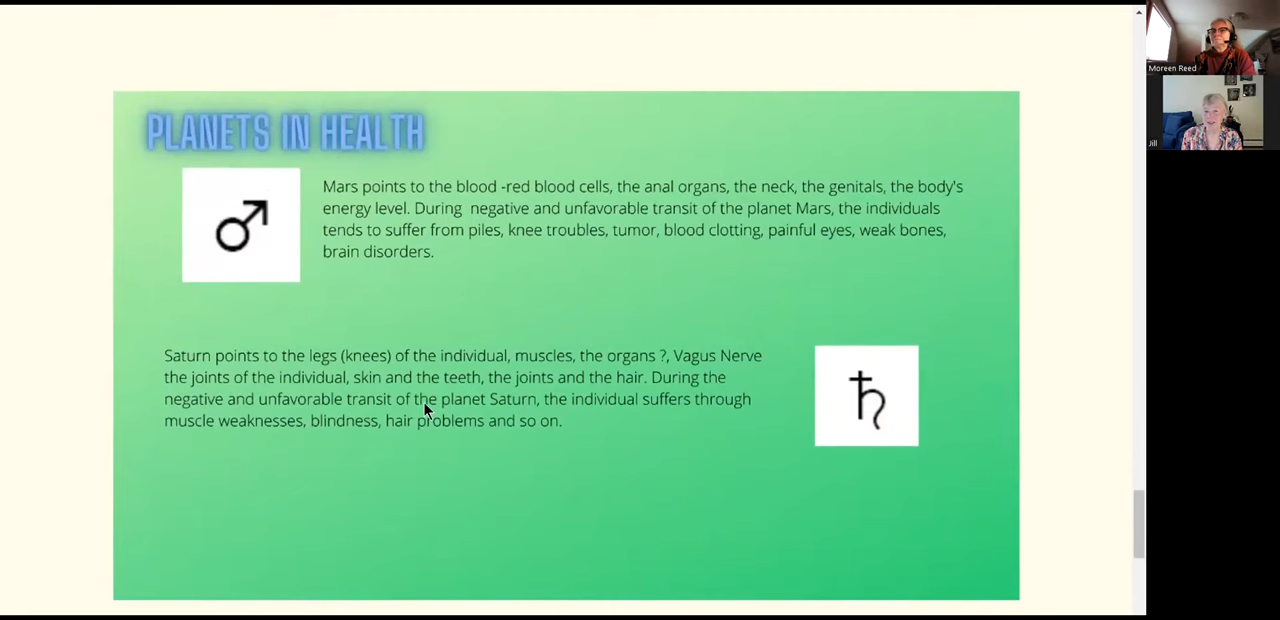 PLANETS IN HEALTH
Mars points to the blood -red blood cells, the anal organs, the neck, the genitals, the body's
energy level. During negative and unfavorable transit of the planet Mars, the individuals
tends to suffer from piles, knee troubles, tumor, blood clotting, painful eyes, weak bones,
brain disorders.
Saturn points to the legs (knees) of the individual, muscles, the organs ?, Vagus Nerve
the joints of the individual, skin and the teeth, the joints and the hair. During the
negative and unfavorable transit of the planet Saturn, the individual suffers through
muscle weaknesses, blindness, hair problems and so on.
Moreen Reed
Jill